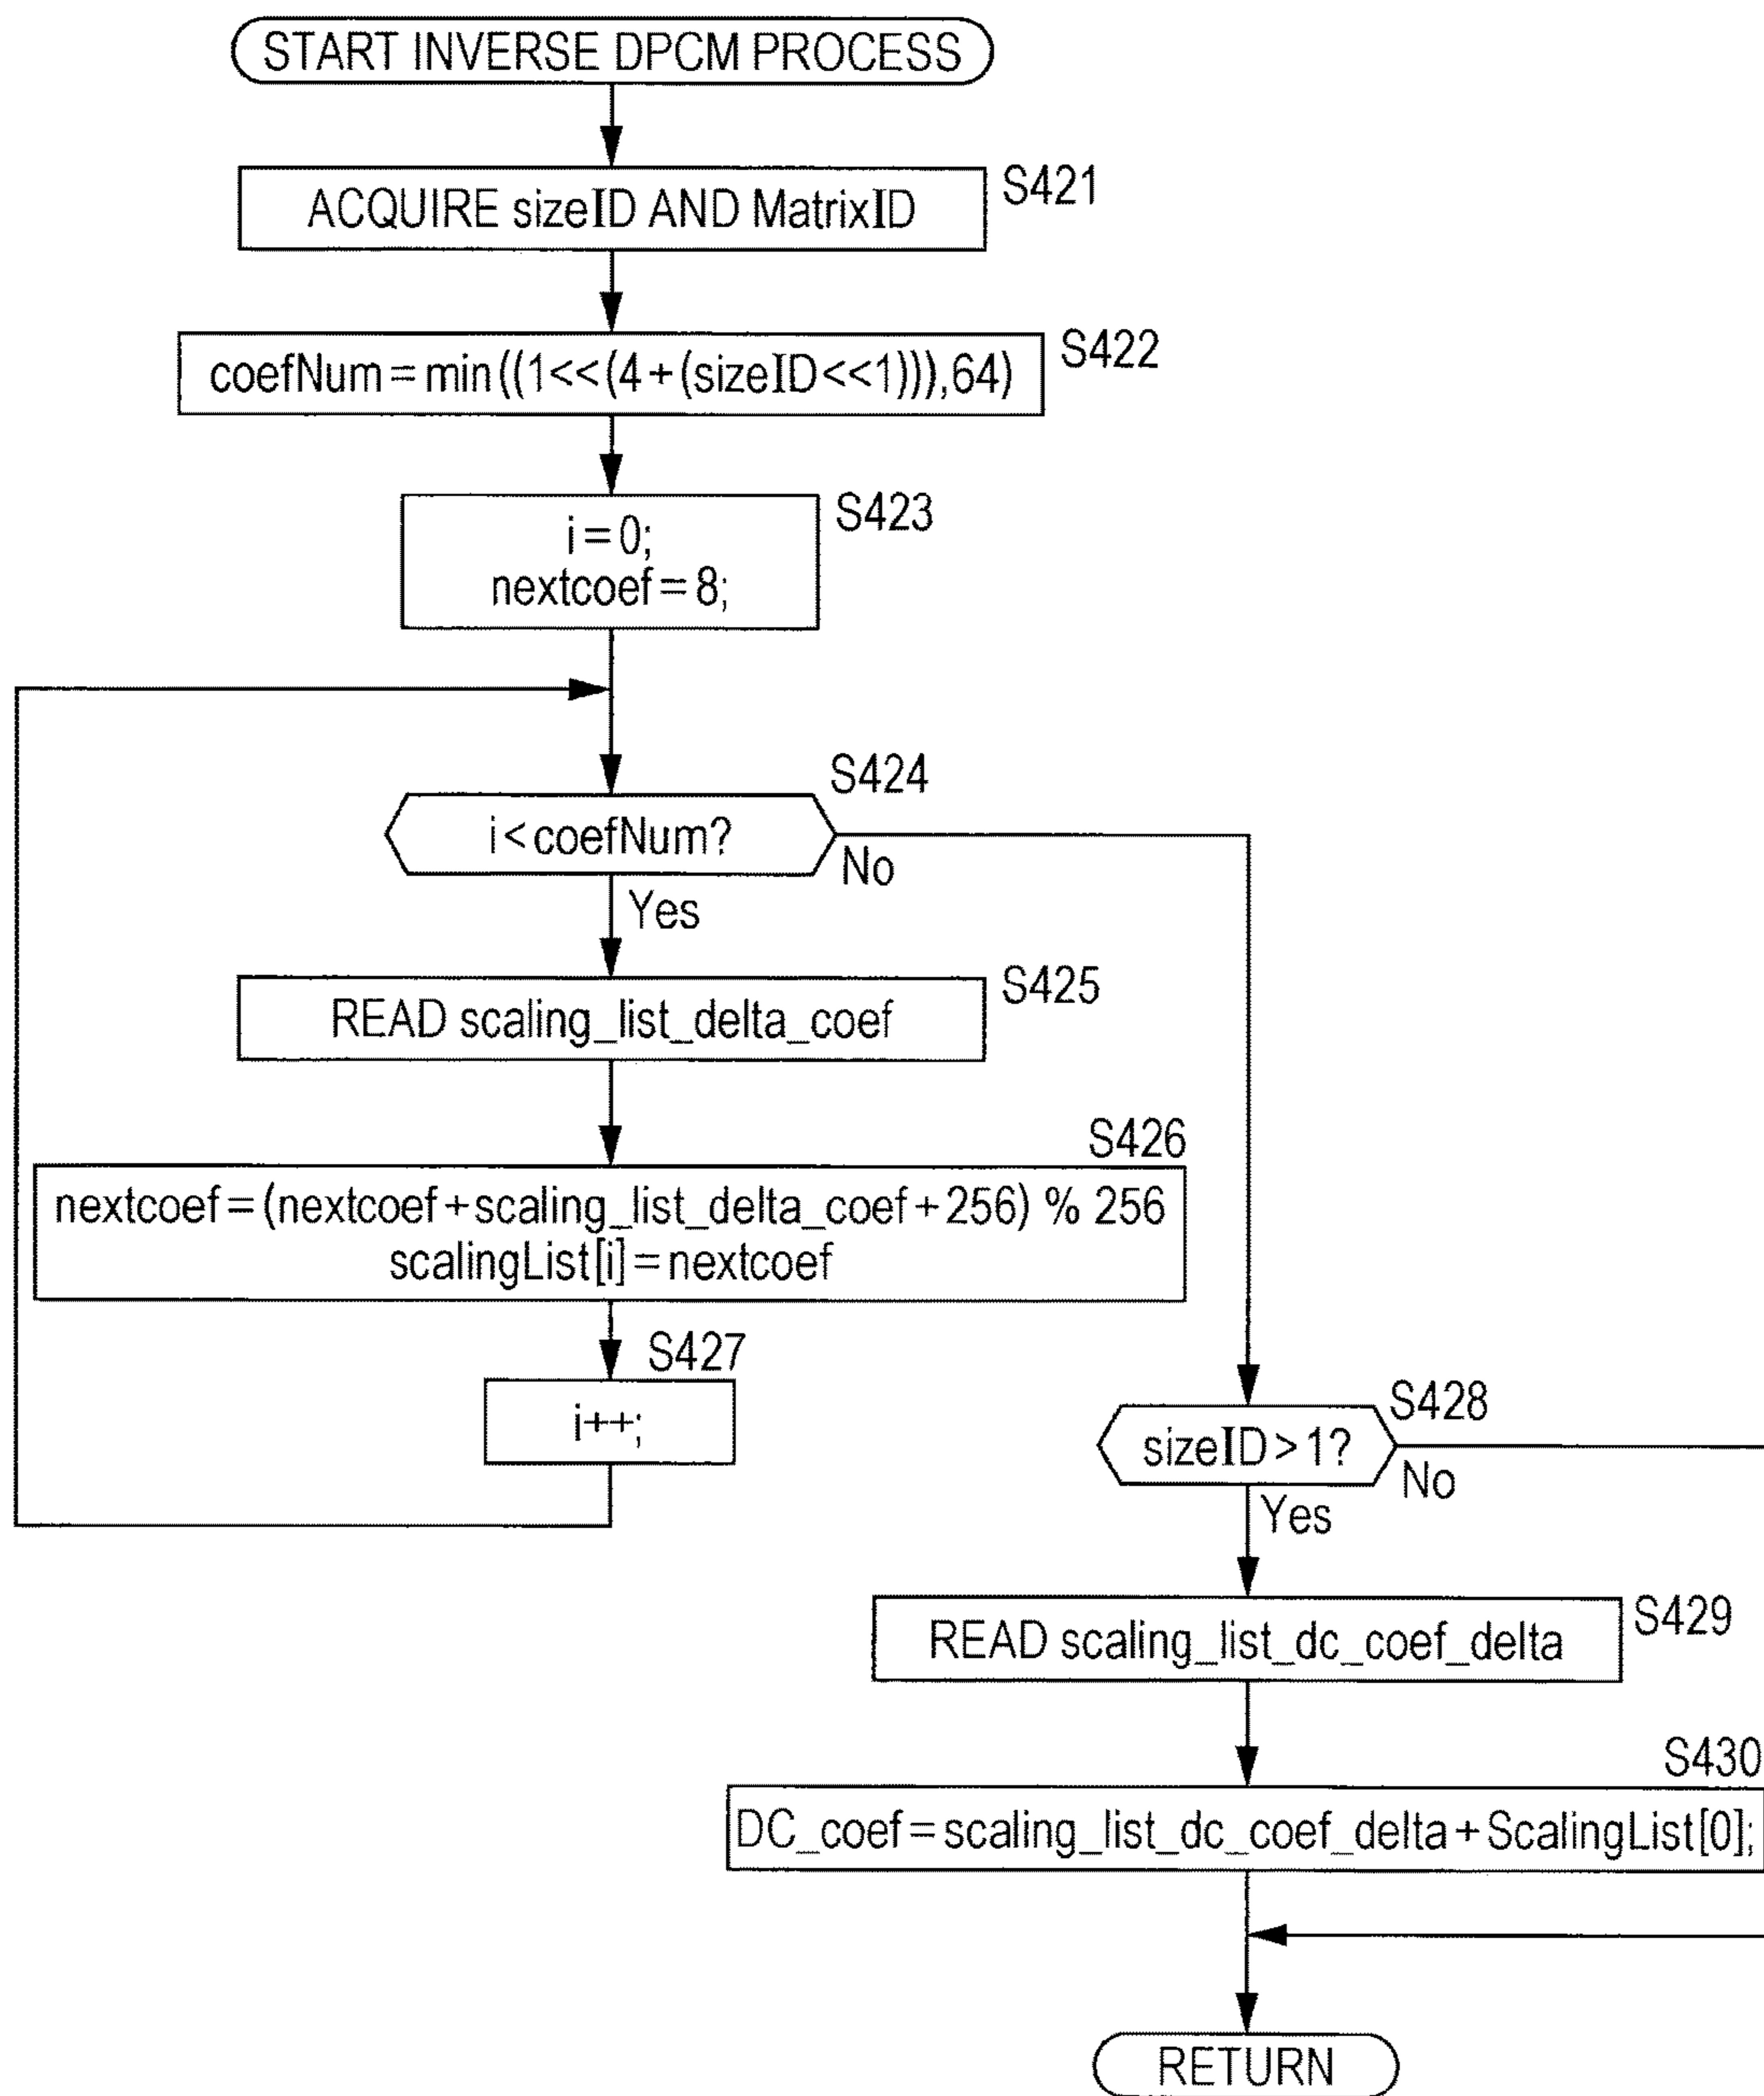 START INVERSE DPCM PROCESS
S421
ACQUIRE sizeID AND MatrixID
S422
coefNum=min((1<<(4+(sizeID<<1))),64)
S423
i=0;
nextcoef=8;
S424
i<coefNum?
No
Yes
S425
READ scaling_list_delta_coef
S426
nextcoef=(nextcoef+scaling_list_delta_coef+256) % 256
scalingList[i]=nextcoef
S427
i++;
S428
sizeID>1?
No
Yes
S429
READ scaling_list_dc_coef_delta
S430
DC_coef=scaling_list_dc_coef_delta+ScalingList[0];
RETURN